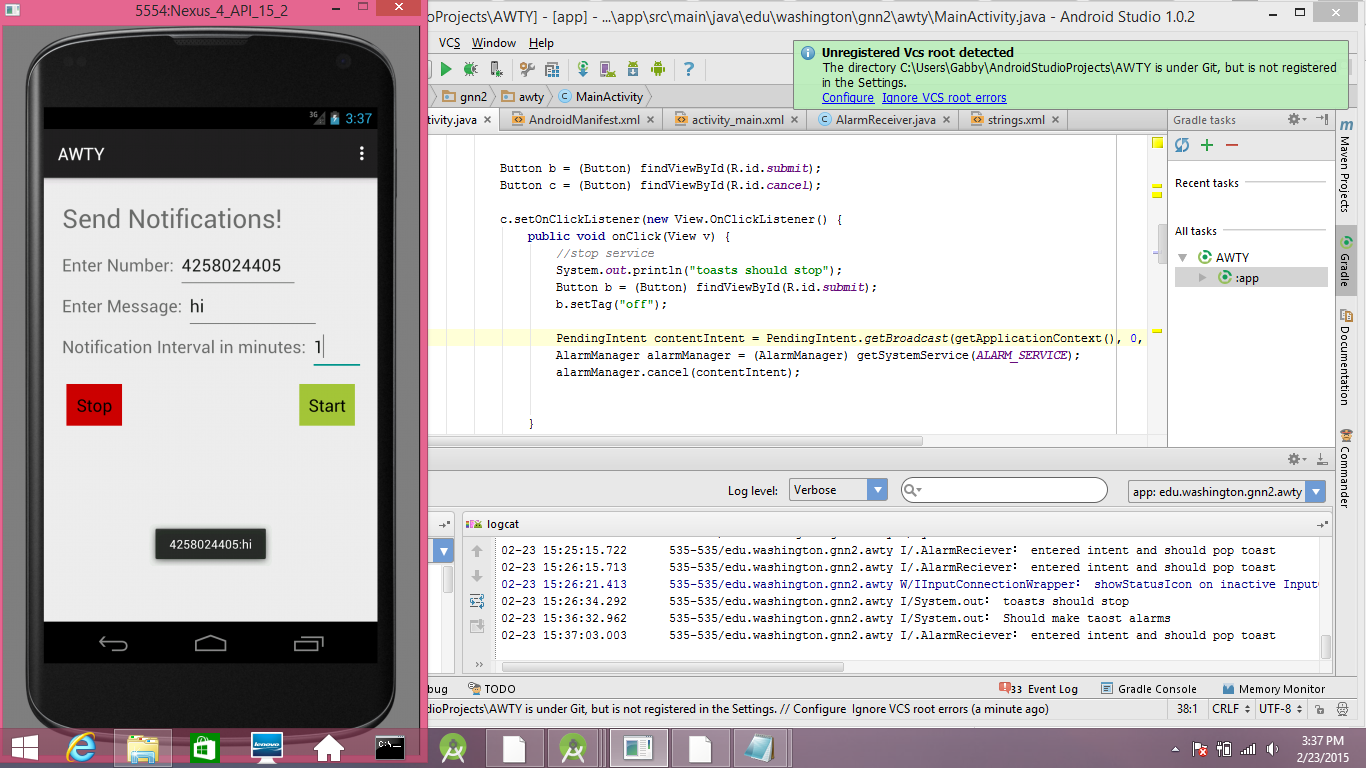 5554:Nexus_4_API_15_2
3G 3:37
AWTY
Send Notifications!
Enter Number: 4258024405
Enter Message: hi
Notification Interval in minutes: 1
Stop Start
4258024405:hi
dioProjects\AWTY] - [app] - ...\app\src\main\java\edu\washington\gnn2\awty\MainActivity.java - Android Studio 1.0.2
VCS Window Help
Unregistered Vcs root detected
The directory C:\Users\Gabby\AndroidStudioProjects\AWTY is under Git, but is not registered
in the Settings.
Configure Ignore VCS root errors
gnn2 awty MainActivity
tivity.java AndroidManifest.xml activity_main.xml AlarmReceiver.java strings.xml
Button b = (Button) findViewById(R.id.submit);
Button c = (Button) findViewById(R.id.cancel);
c.setOnClickListener(new View.OnClickListener() {
public void onClick(View v) {
//stop service
System.out.println("toasts should stop");
Button b = (Button) findViewById(R.id.submit);
b.setTag("off");
PendingIntent contentIntent = PendingIntent.getBroadcast(getApplicationContext(), 0,
AlarmManager alarmManager = (AlarmManager) getSystemService(ALARM_SERVICE);
alarmManager.cancel(contentIntent);
}
Gradle tasks
Recent tasks
All tasks
AWTY
:app
Maven Projects
Gradle
Documentation
Commander
Log level: Verbose app: edu.washington.gnn2.awty
logcat
02-23 15:25:15.722 535-535/edu.washington.gnn2.awty I/.AlarmReciever: entered intent and should pop toast
02-23 15:26:15.713 535-535/edu.washington.gnn2.awty I/.AlarmReciever: entered intent and should pop toast
02-23 15:26:21.413 535-535/edu.washington.gnn2.awty W/IInputConnectionWrapper: showStatusIcon on inactive Input
02-23 15:26:34.292 535-535/edu.washington.gnn2.awty I/System.out: toasts should stop
02-23 15:36:32.962 535-535/edu.washington.gnn2.awty I/System.out: Should make taost alarms
02-23 15:37:03.003 535-535/edu.washington.gnn2.awty I/.AlarmReciever: entered intent and should pop toast
bug TODO 33 Event Log Gradle Console Memory Monitor
dioProjects\AWTY is under Git, but is not registered in the Settings. // Configure Ignore VCS root errors (a minute ago) 38:1 CRLF UTF-8
lenovo C:\_
3:37 PM
2/23/2015